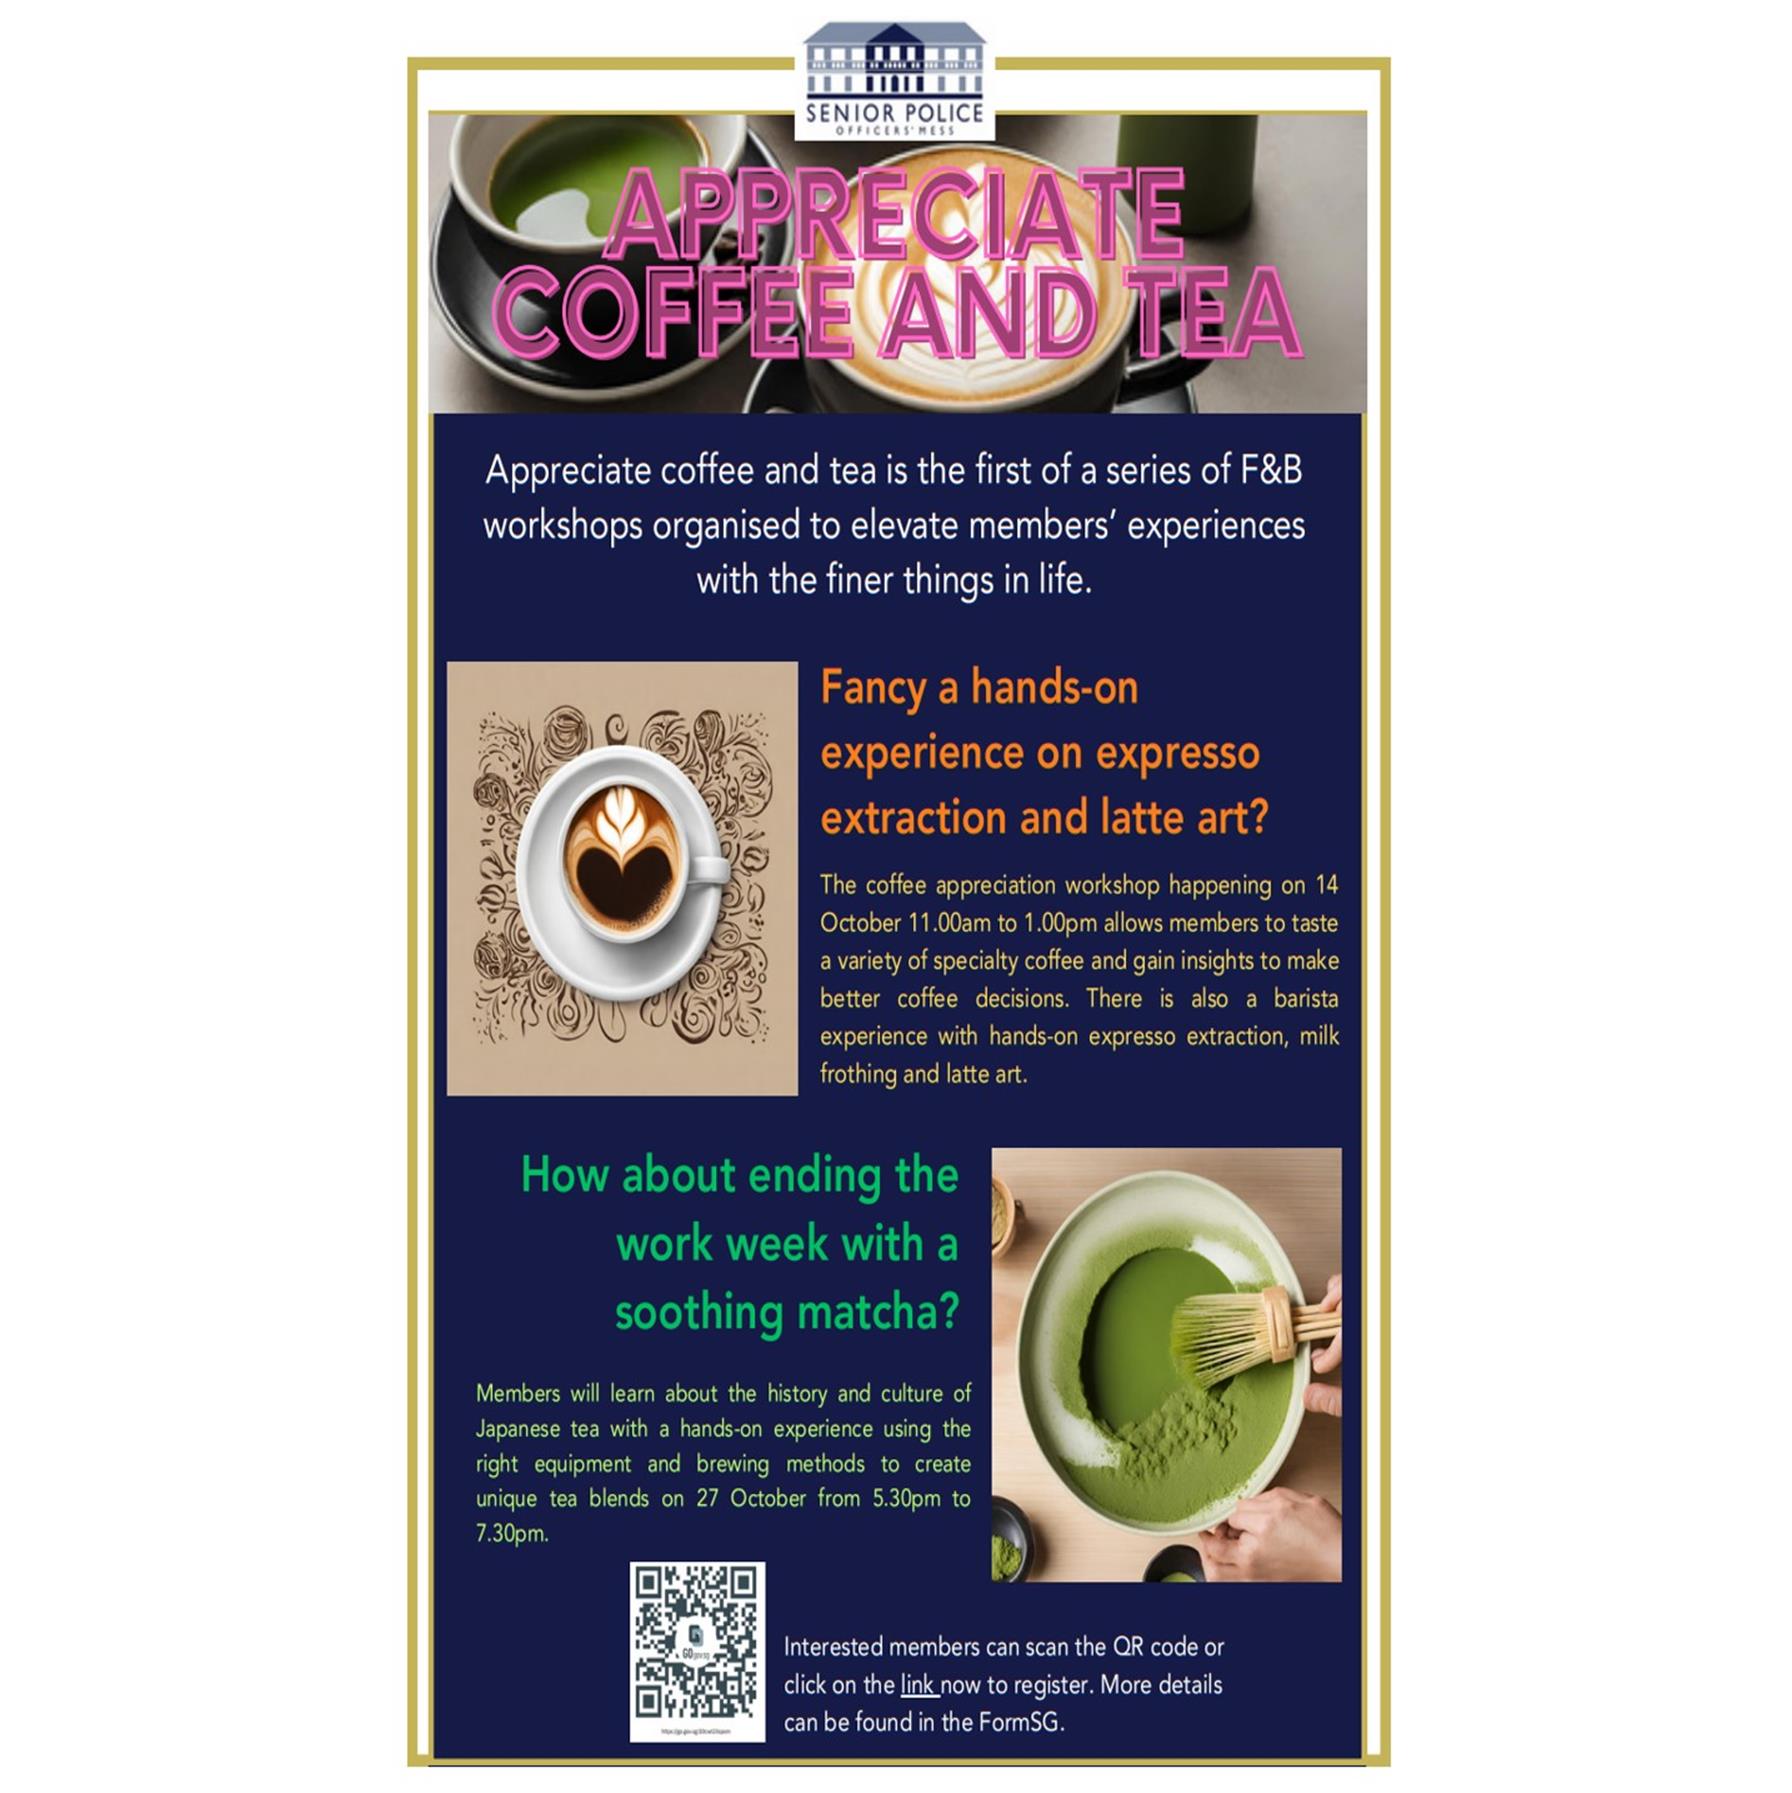 SENIOR POLICE
OFFICERS' MESS
APPRECIATE
COFFEE AND TEA
Appreciate coffee and tea is the first of a series of F&B
workshops organised to elevate members’ experiences
with the finer things in life.
Fancy a hands-on
experience on expresso
extraction and latte art?
The coffee appreciation workshop happening on 14
October 11.00am to 1.00pm allows members to taste
a variety of specialty coffee and gain insights to make
better coffee decisions. There is also a barista
experience with hands-on expresso extraction, milk
frothing and latte art.
How about ending the
work week with a
soothing matcha?
Members will learn about the history and culture of
Japanese tea with a hands-on experience using the
right equipment and brewing methods to create
unique tea blends on 27 October from 5.30pm to
7.30pm.
GOgov.sg
Interested members can scan the QR code or
click on the link now to register. More details
can be found in the FormSG.